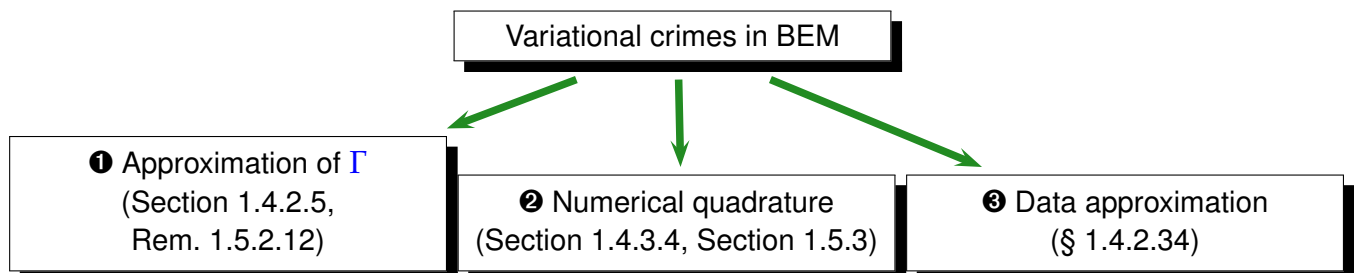 Variational crimes in BEM
❶ Approximation of Γ
(Section 1.4.2.5,
Rem. 1.5.2.12)
❷ Numerical quadrature
(Section 1.4.3.4, Section 1.5.3)
❸ Data approximation
(§ 1.4.2.34)